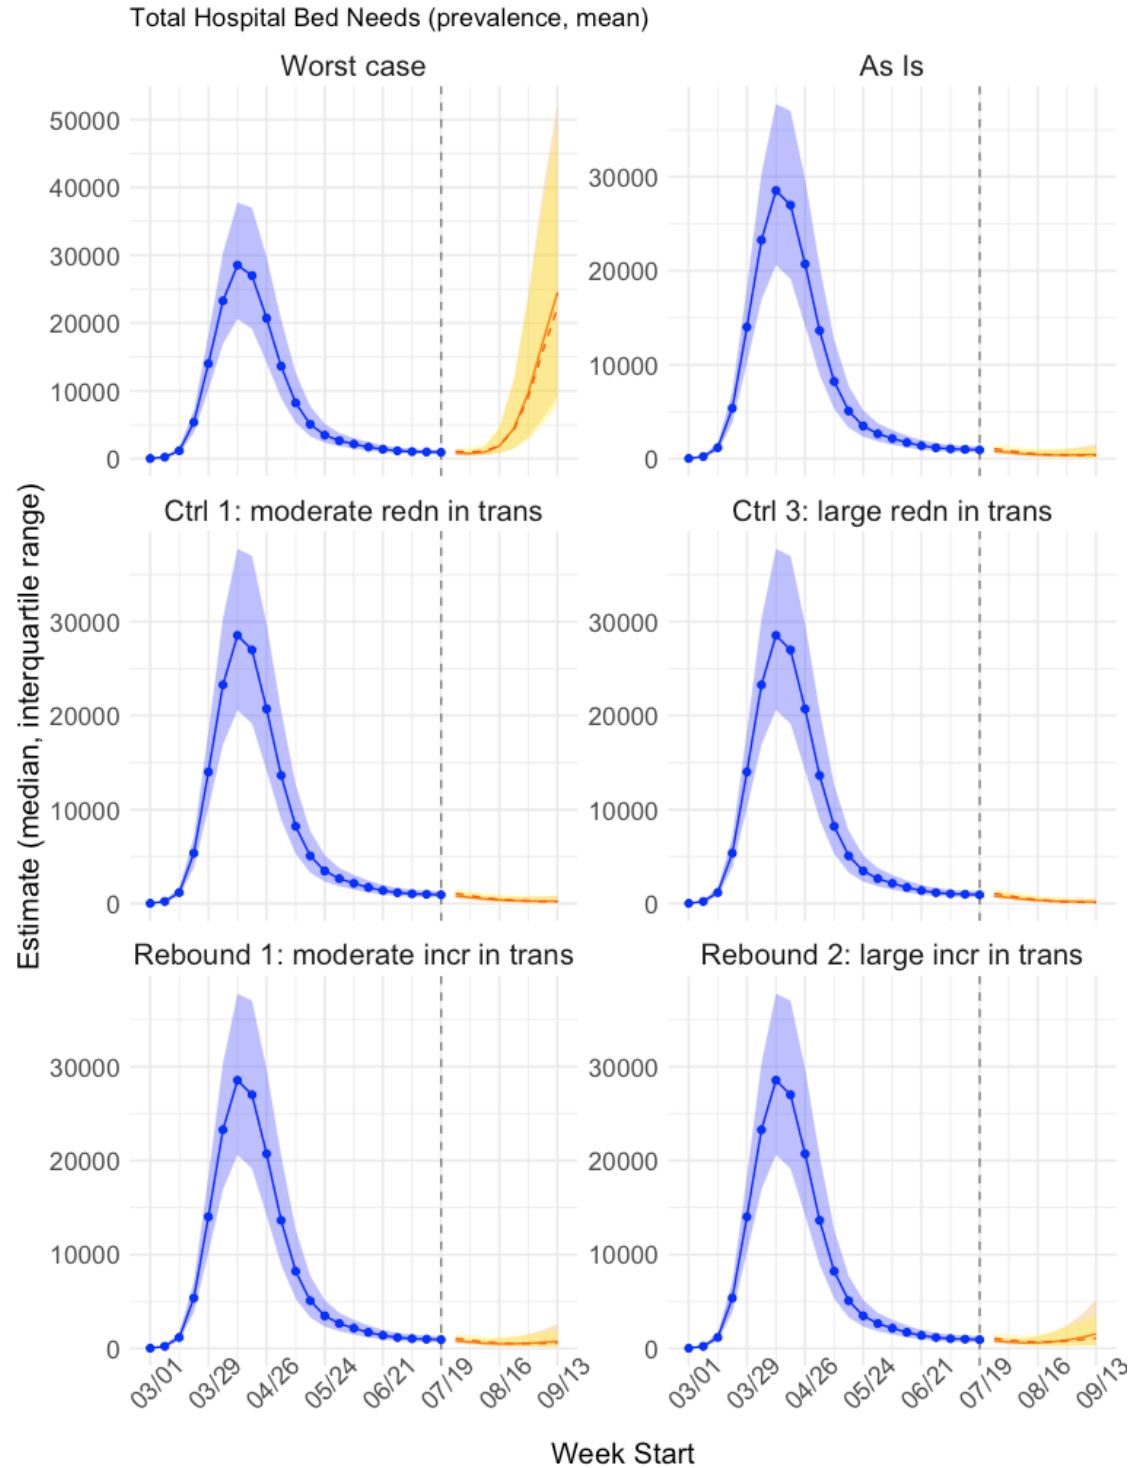 Total Hospital Bed Needs (prevalence, mean)
Worst case
As Is
50000
40000
30000
20000
10000
0
30000
20000
10000
0
Estimate (median, interquartile range)
Ctrl 1: moderate redn in trans
Ctrl 3: large redn in trans
30000
20000
10000
0
30000
20000
10000
0
Rebound 1: moderate incr in trans
Rebound 2: large incr in trans
30000
20000
10000
0
30000
20000
10000
0
03/01 03/29 04/26 05/24 06/21 07/19 08/16 09/13
03/01 03/29 04/26 05/24 06/21 07/19 08/16 09/13
Week Start